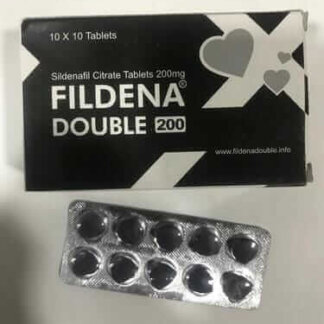 10 X 10 Tablets
Sildenafil Citrate Tablets 200mg
FILDENA®
DOUBLE 200
www.fildenadouble.info